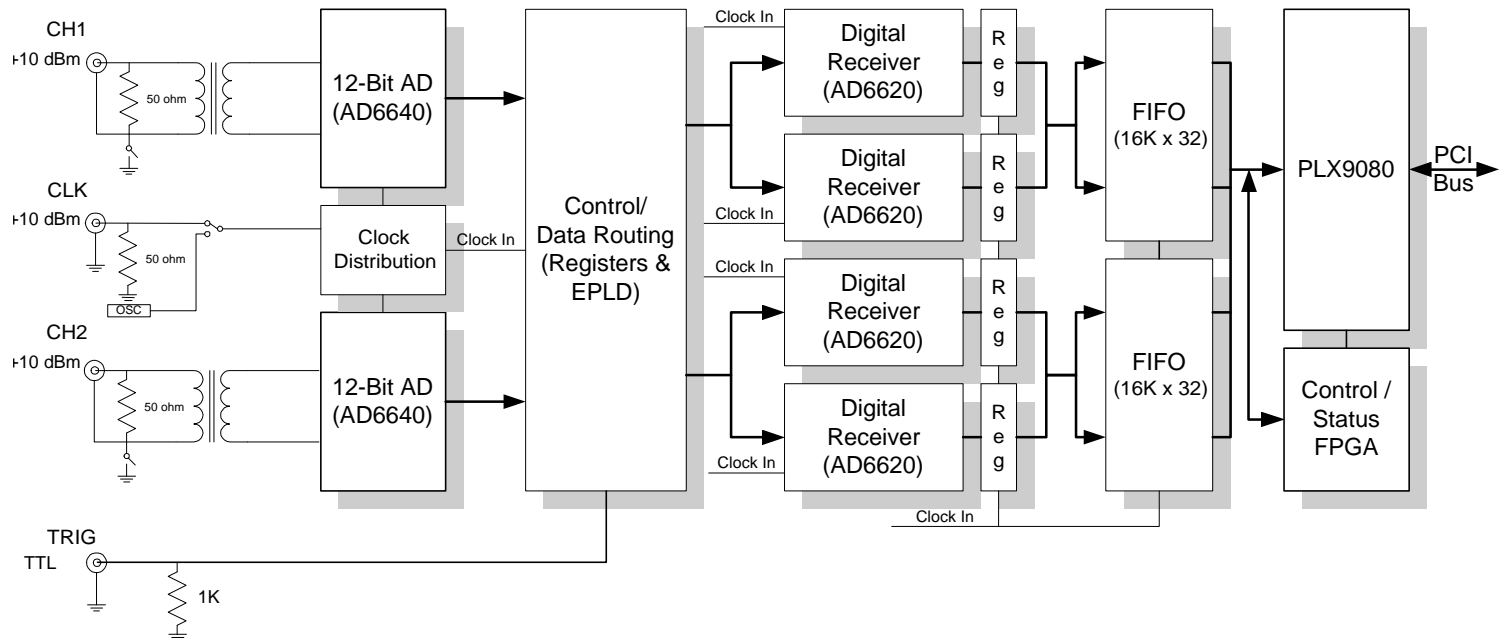 CH1
+10 dBm
50 ohm
12-Bit AD
(AD6640)
CLK
+10 dBm
50 ohm
OSC
Clock
Distribution
Clock In
CH2
+10 dBm
50 ohm
12-Bit AD
(AD6640)
TRIG
TTL
1K
Control/
Data Routing
(Registers &
EPLD)
Clock In
Digital
Receiver
(AD6620)
R
e
g
Digital
Receiver
(AD6620)
Clock In
R
e
g
Clock In
Digital
Receiver
(AD6620)
R
e
g
Digital
Receiver
(AD6620)
Clock In
R
e
g
Clock In
FIFO
(16K x 32)
FIFO
(16K x 32)
PLX9080
PCI
Bus
Control /
Status
FPGA